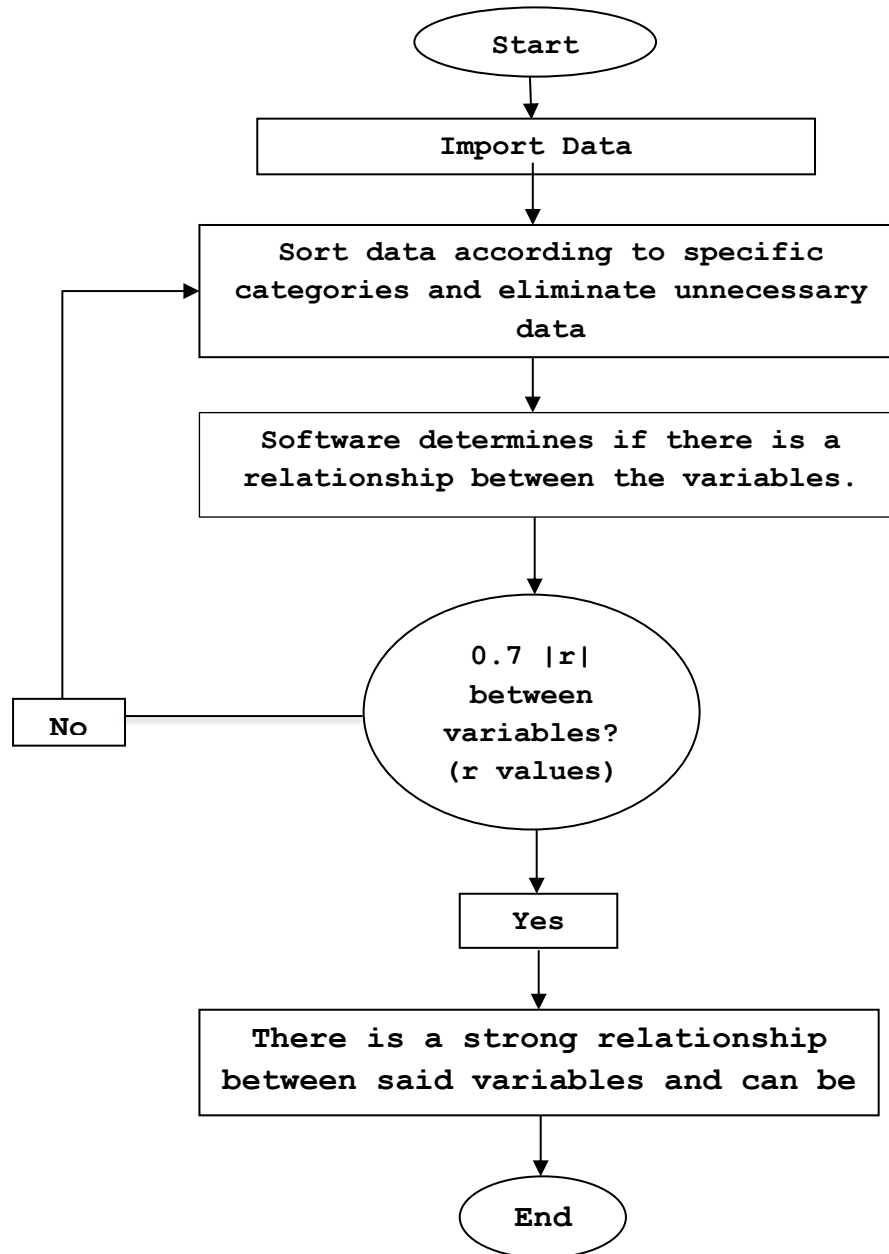 Start
Import Data
Sort data according to specific
categories and eliminate unnecessary
data
Software determines if there is a
relationship between the variables.
0.7 |r|
between
variables?
(r values)
No
Yes
There is a strong relationship
between said variables and can be
End